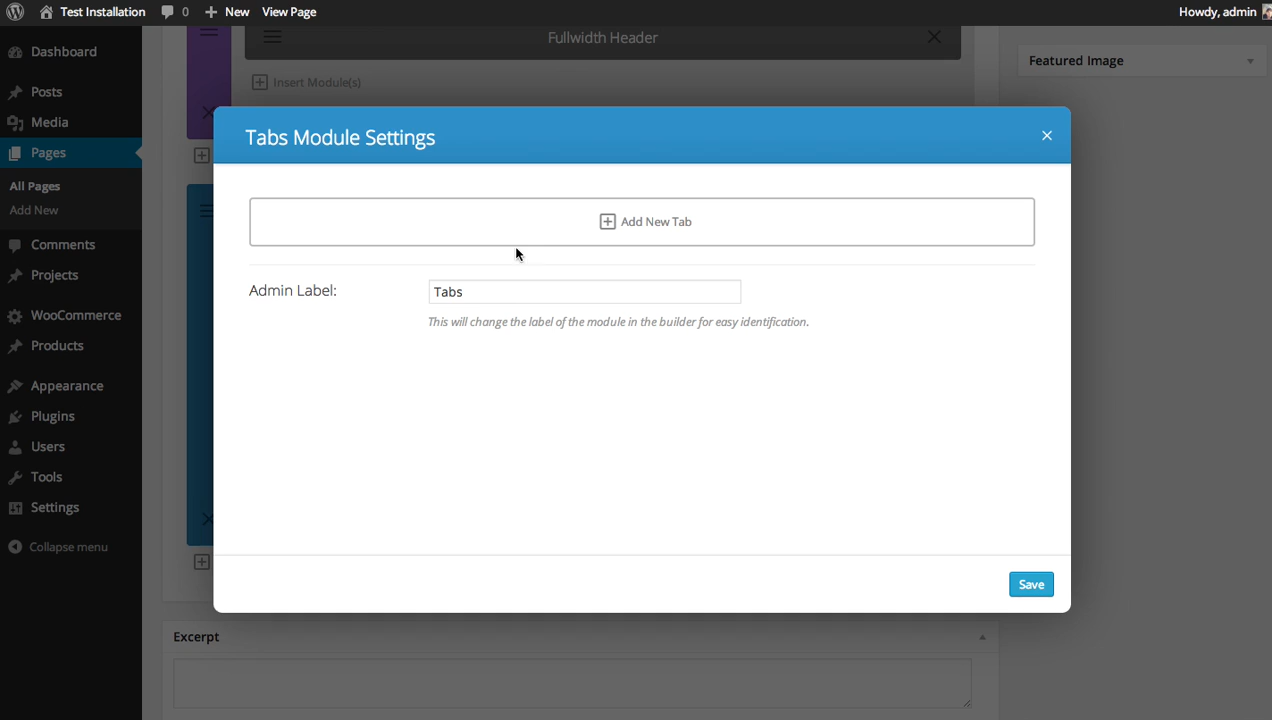 Test Installation 0 New View Page Howdy, admin
Dashboard
Posts
Media
Pages
All Pages
Add New
Comments
Projects
WooCommerce
Products
Appearance
Plugins
Users
Tools
Settings
Collapse menu
Fullwidth Header
Insert Module(s)
Featured Image
Tabs Module Settings
Add New Tab
Admin Label: Tabs
This will change the label of the module in the builder for easy identification.
Save
Excerpt